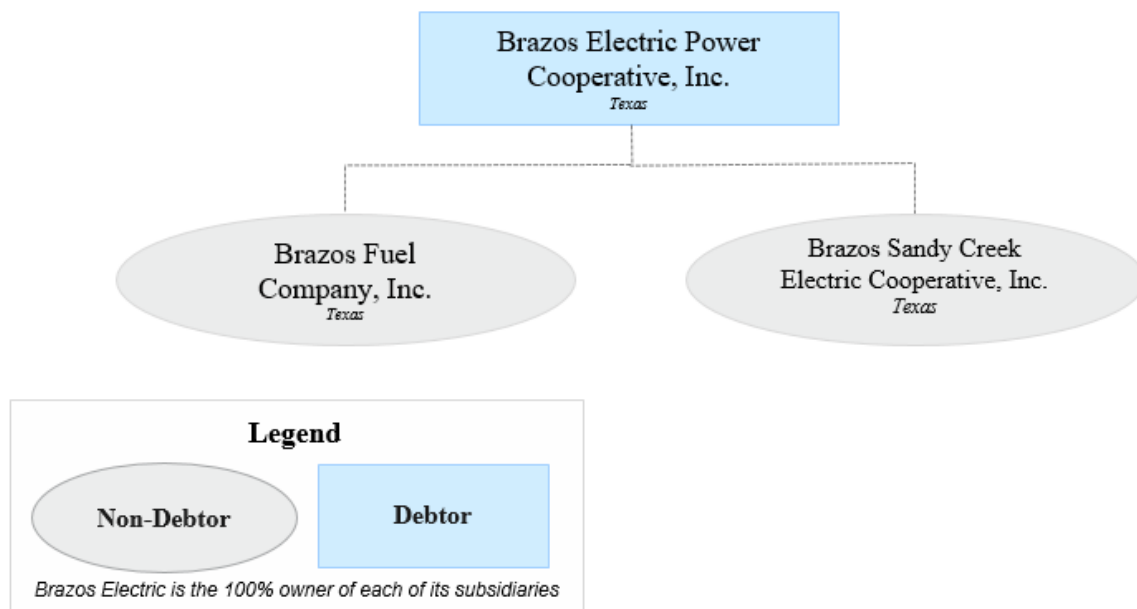 Brazos Electric Power
Cooperative, Inc.
Texas
Brazos Fuel
Company, Inc.
Texas
Brazos Sandy Creek
Electric Cooperative, Inc.
Texas
Legend
Non-Debtor
Debtor
Brazos Electric is the 100% owner of each of its subsidiaries